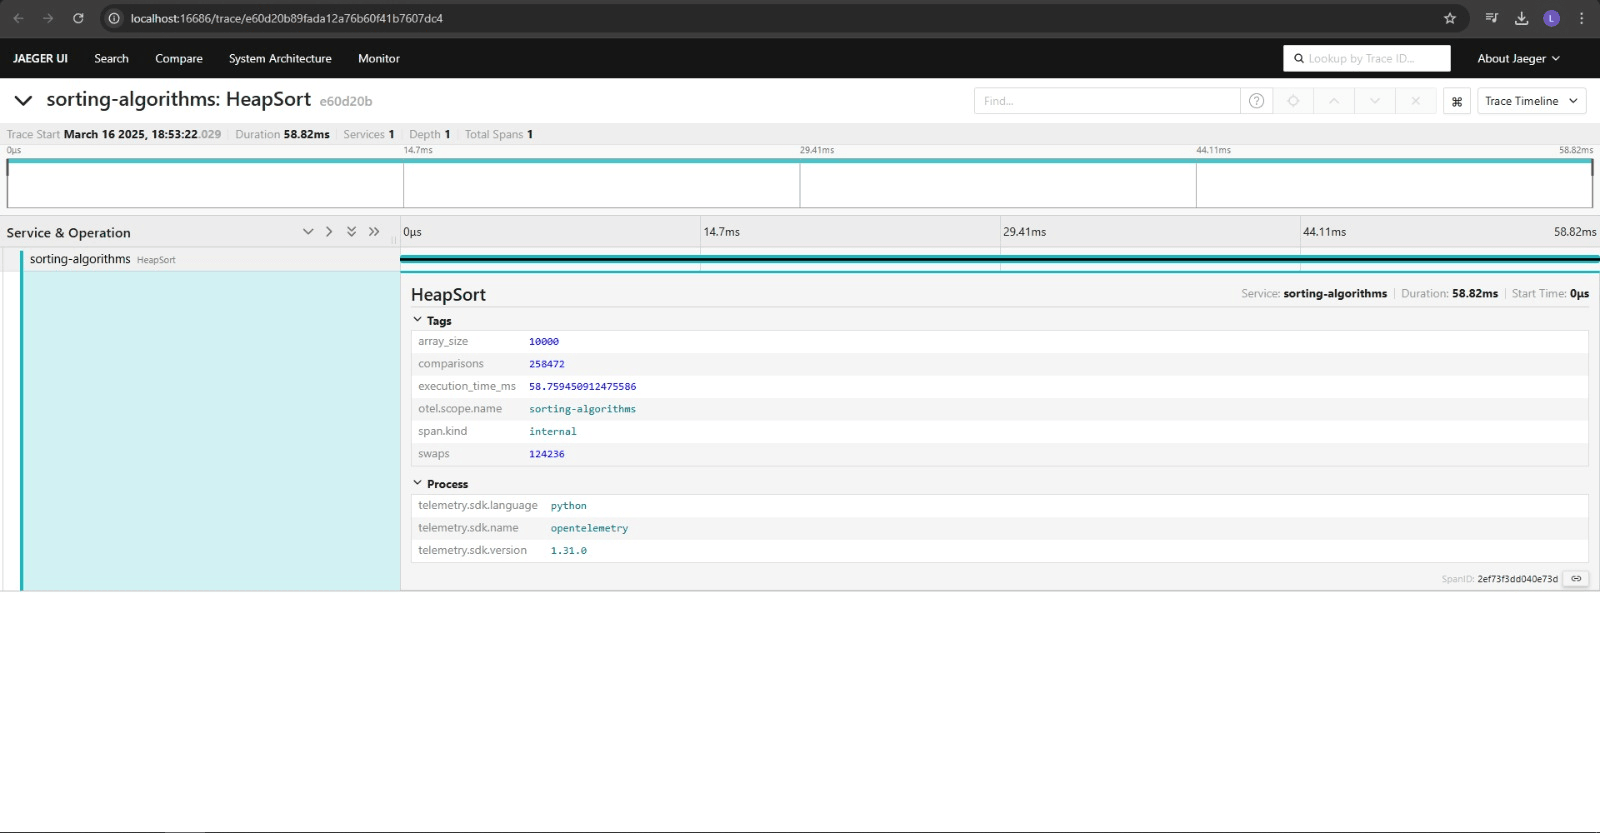 localhost:16686/trace/e60d20b89fada12a76b60f41b7607dc4
L
JAEGER UI Search Compare System Architecture Monitor Lookup by Trace ID... About Jaeger
sorting-algorithms: HeapSort e60d20b Find... Trace Timeline
Trace Start March 16 2025, 18:53:22.029 Duration 58.82ms Services 1 Depth 1 Total Spans 1
0μs 14.7ms 29.41ms 44.11ms 58.82ms
Service & Operation 0μs 14.7ms 29.41ms 44.11ms 58.82ms
sorting-algorithms HeapSort
HeapSort Service: sorting-algorithms Duration: 58.82ms Start Time: 0μs
Tags
array_size 10000
comparisons 258472
execution_time_ms 58.759450912475586
otel.scope.name sorting-algorithms
span.kind internal
swaps 124236
Process
telemetry.sdk.language python
telemetry.sdk.name opentelemetry
telemetry.sdk.version 1.31.0
SpanID: 2ef73f3dd040e73d